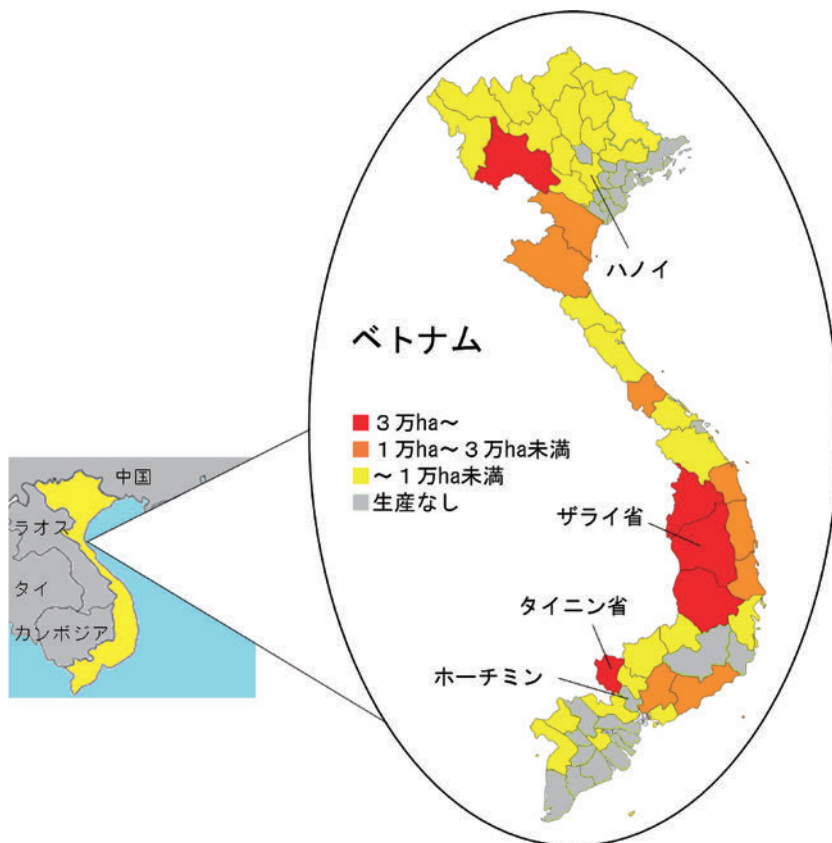 ハノイ
ベトナム
3万ha～
1万ha～3万ha未満
～1万ha未満
生産なし
中国
ラオス
タイ
カンボジア
ザライ省
タイニン省
ホーチミン